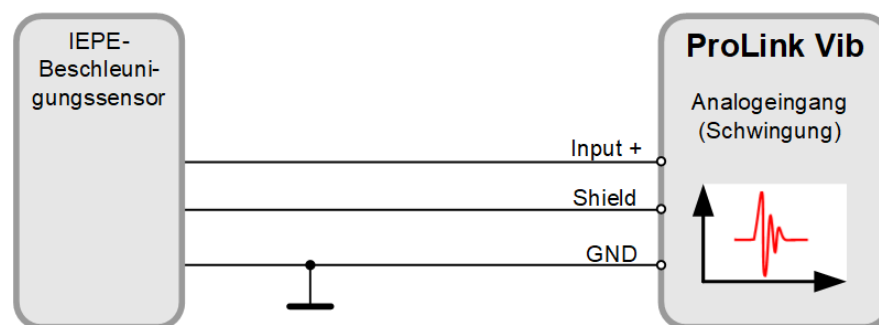 IEPE-
Beschleuni-
gungssensor
ProLink Vib
Analogeingang
(Schwingung)
Input +
Shield
GND